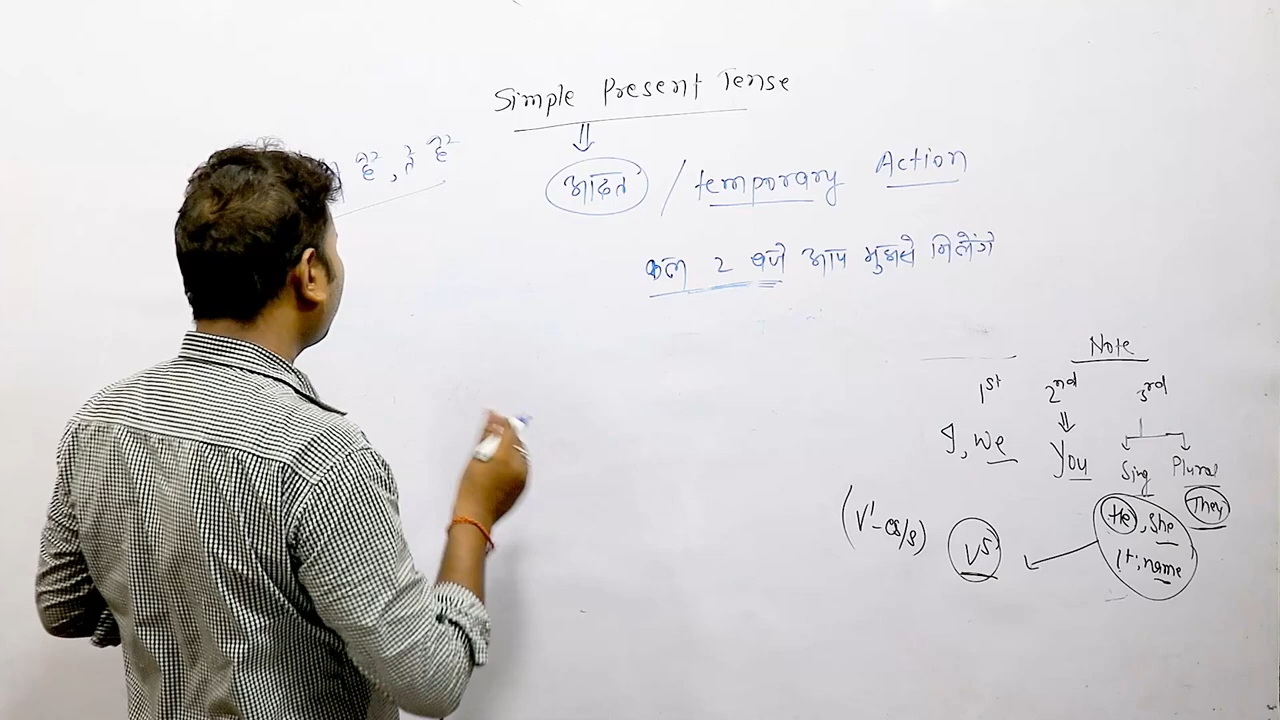 Simple Present Tense
⇓
है, ते हैं
आदत / temporary Action
कल 2 बजे आप मुझसे मिलेंगे
Note
1st 2nd 3rd
I, We You Sing Plural
(V¹-es/s) V⁵ He, She They
It, name